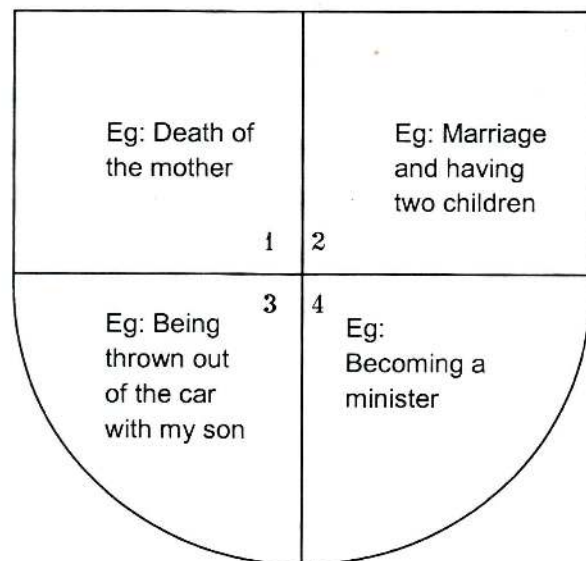 Eg: Death of
the mother
1
Eg: Marriage
and having
two children
2
Eg: Being
thrown out
of the car
with my son
3
Eg:
Becoming a
minister
4